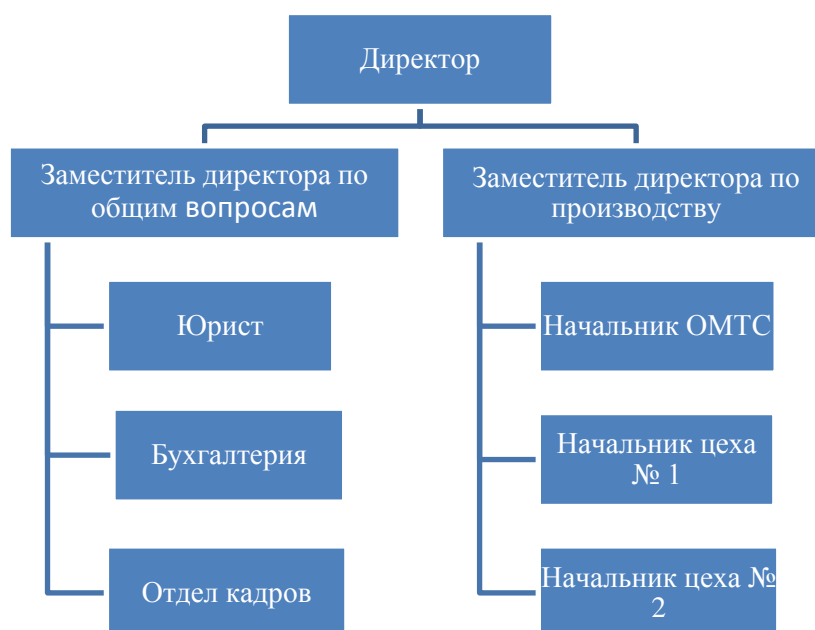 Директор
Заместитель директора по
общим вопросам
Заместитель директора по
производству
Юрист
Начальник ОМТС
Бухгалтерия
Начальник цеха
№ 1
Отдел кадров
Начальник цеха №
2